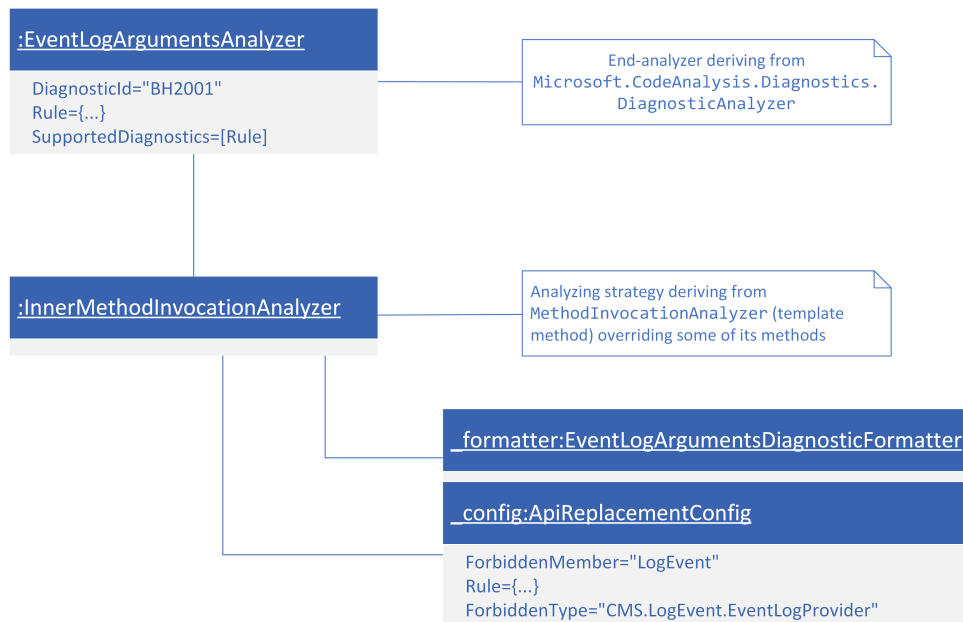 :EventLogArgumentsAnalyzer
DiagnosticId="BH2001"
Rule={...}
SupportedDiagnostics=[Rule]
End-analyzer deriving from
Microsoft.CodeAnalysis.Diagnostics.
DiagnosticAnalyzer
:InnerMethodInvocationAnalyzer
Analyzing strategy deriving from
MethodInvocationAnalyzer (template
method) overriding some of its methods
_formatter:EventLogArgumentsDiagnosticFormatter
_config:ApiReplacementConfig
ForbiddenMember="LogEvent"
Rule={...}
ForbiddenType="CMS.LogEvent.EventLogProvider"